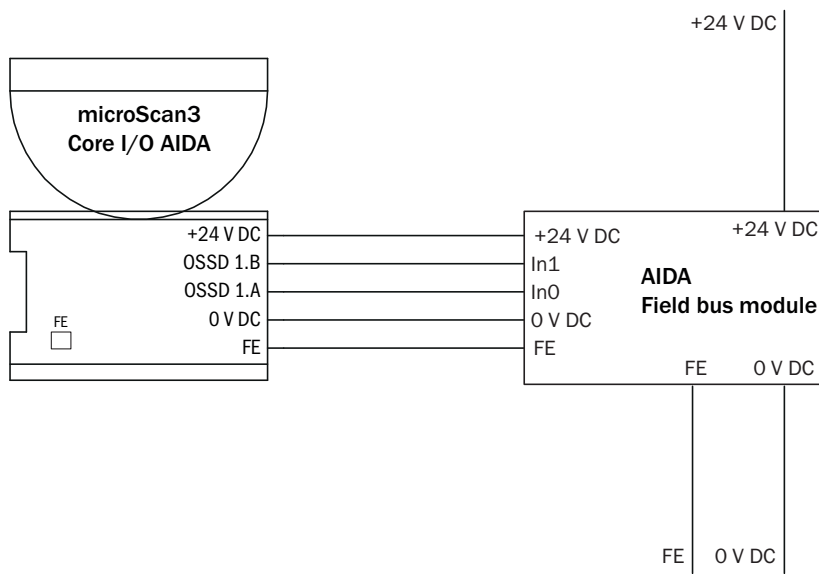 +24 V DC
microScan3
Core I/O AIDA
+24 V DC
OSSD 1.B
OSSD 1.A
0 V DC
FE
FE
+24 V DC
In1
In0
0 V DC
FE
+24 V DC
AIDA
Field bus module
FE
0 V DC
FE
0 V DC